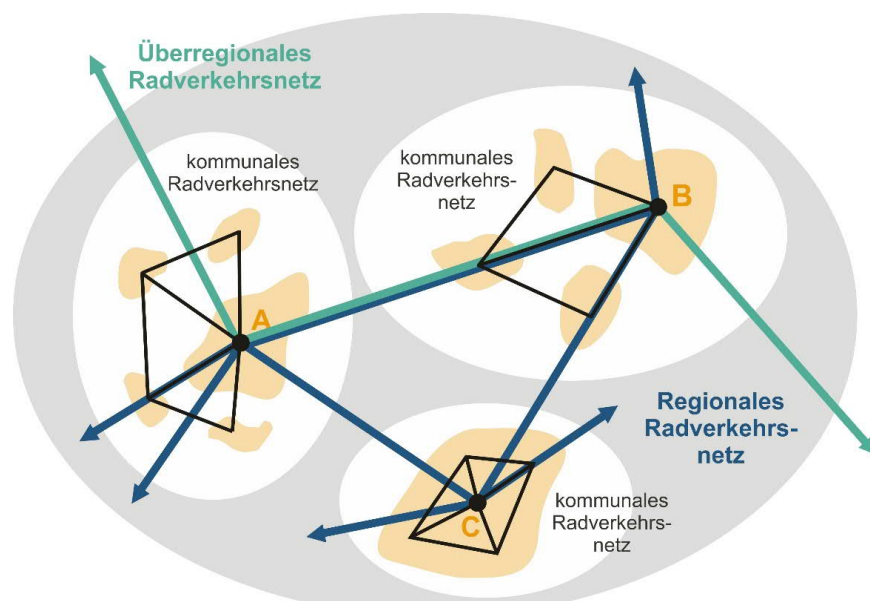 Überregionales
Radverkehrsnetz
kommunales
Radverkehrsnetz
kommunales
Radverkehrs-
netz
B
A
Regionales
Radverkehrs-
netz
kommunales
Radverkehrs-
netz
C